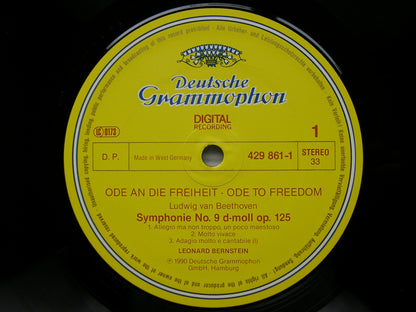 Deutsche
Grammophon
DIGITAL
RECORDING
LC 0173
1
D. P.
Made in West Germany
429 861-1
STEREO
33
ODE AN DIE FREIHEIT · ODE TO FREEDOM
Ludwig van Beethoven
Symphonie No. 9 d-moll op. 125
1. Allegro ma non troppo, un poco maestoso
2. Molto vivace
3. Adagio molto e cantabile (I)
LEONARD BERNSTEIN
Ⓟ 1990 Deutsche Grammophon
GmbH, Hamburg